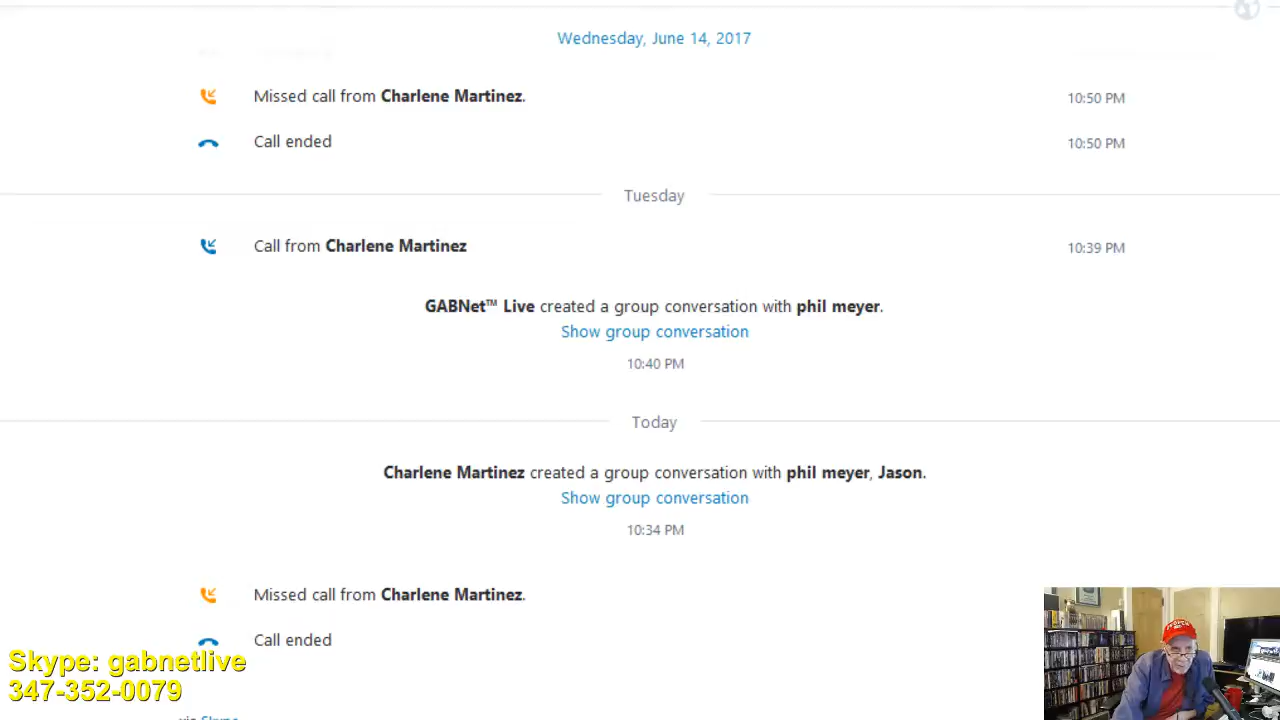 Wednesday, June 14, 2017
Missed call from Charlene Martinez. 10:50 PM
Call ended 10:50 PM
Tuesday
Call from Charlene Martinez 10:39 PM
GABNet™ Live created a group conversation with phil meyer.
Show group conversation
10:40 PM
Today
Charlene Martinez created a group conversation with phil meyer, Jason.
Show group conversation
10:34 PM
Missed call from Charlene Martinez.
Call ended
Skype: gabnetlive
347-352-0079
via Skype